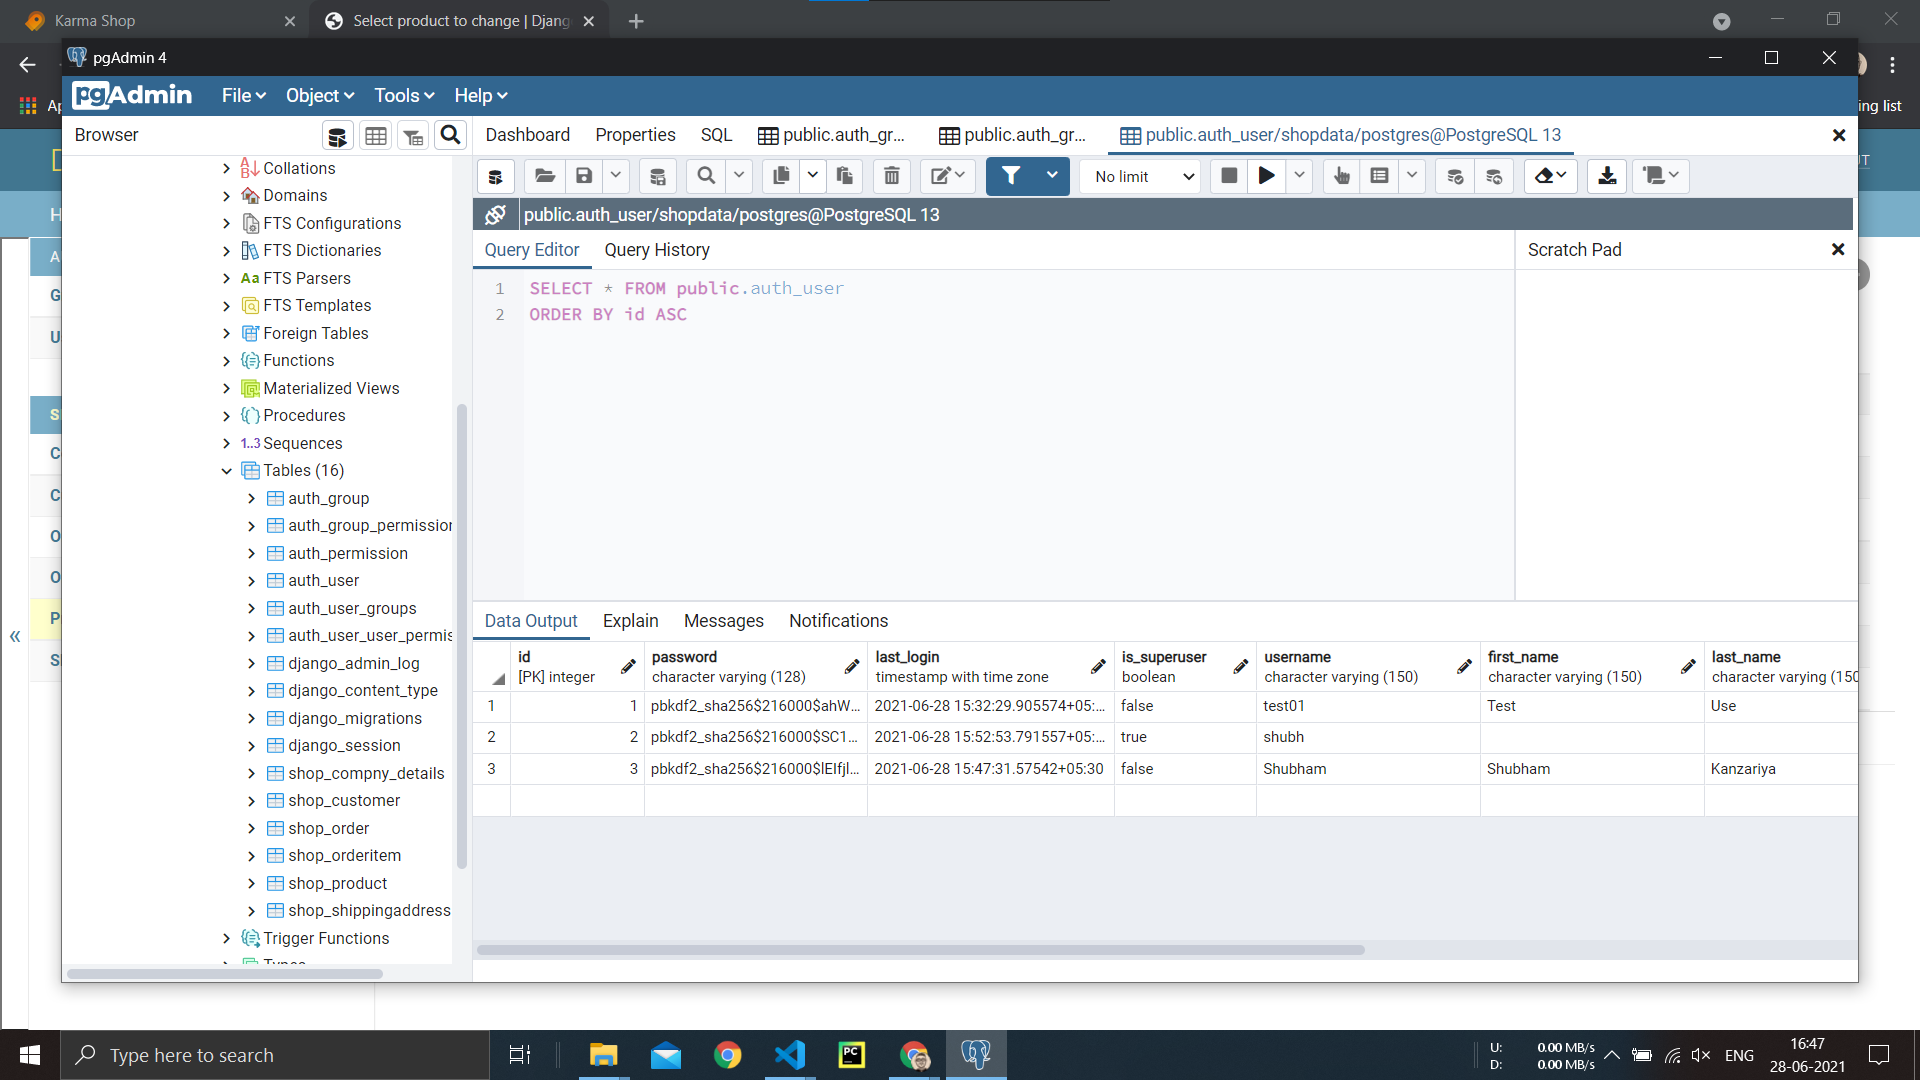 Karma Shop
Select product to change | Djang
pgAdmin 4
pgAdmin File Object Tools Help
ing list
Browser
Dashboard Properties SQL public.auth_gr... public.auth_gr... public.auth_user/shopdata/postgres@PostgreSQL 13
No limit
public.auth_user/shopdata/postgres@PostgreSQL 13
Query Editor Query History
Scratch Pad
1 SELECT * FROM public.auth_user
2 ORDER BY id ASC
Collations
Domains
FTS Configurations
FTS Dictionaries
Aa FTS Parsers
FTS Templates
Foreign Tables
Functions
Materialized Views
Procedures
1..3 Sequences
Tables (16)
auth_group
auth_group_permission
auth_permission
auth_user
auth_user_groups
auth_user_user_permis
django_admin_log
django_content_type
django_migrations
django_session
shop_compny_details
shop_customer
shop_order
shop_orderitem
shop_product
shop_shippingaddress
Trigger Functions
Types
Data Output Explain Messages Notifications
id password last_login is_superuser username first_name last_name
[PK] integer character varying (128) timestamp with time zone boolean character varying (150) character varying (150) character varying (150
1 1 pbkdf2_sha256$216000$ahW... 2021-06-28 15:32:29.905574+05:... false test01 Test Use
2 2 pbkdf2_sha256$216000$SC1... 2021-06-28 15:52:53.791557+05:... true shubh
3 3 pbkdf2_sha256$216000$lEIfjl... 2021-06-28 15:47:31.57542+05:30 false Shubham Shubham Kanzariya
Type here to search
PC
U: 0.00 MB/s
D: 0.00 MB/s
ENG
16:47
28-06-2021